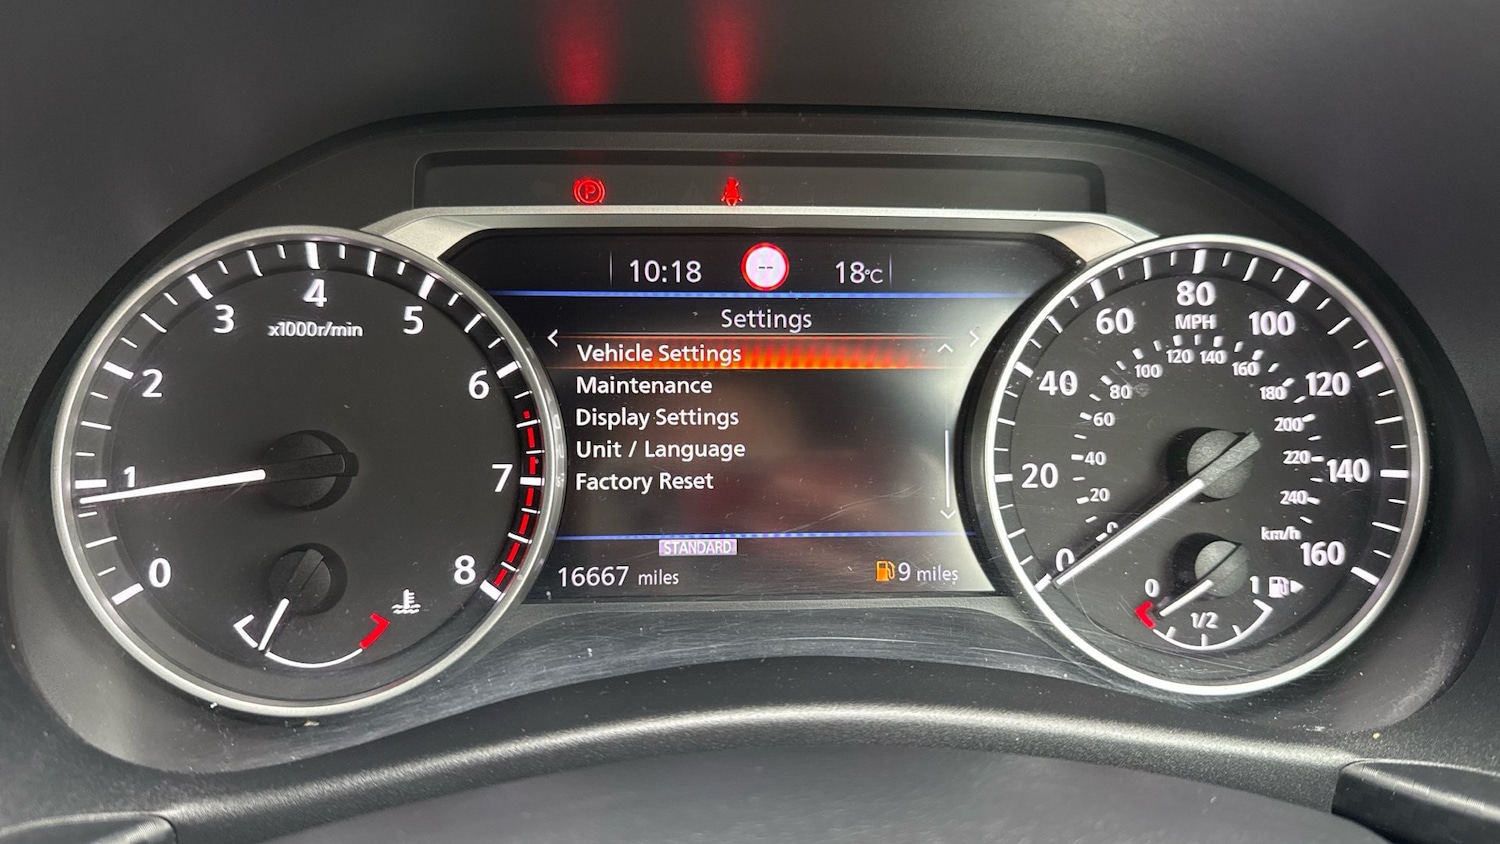 10:18
--
18°C
Settings
Vehicle Settings
Maintenance
Display Settings
Unit / Language
Factory Reset
STANDARD
16667 miles
9 miles
0
1
2
3
4
5
6
7
8
x1000r/min
P
0
20
40
60
80
100
120
140
160
MPH
0
20
40
60
80
100
120
140
160
180
200
220
240
km/h
0
1/2
1